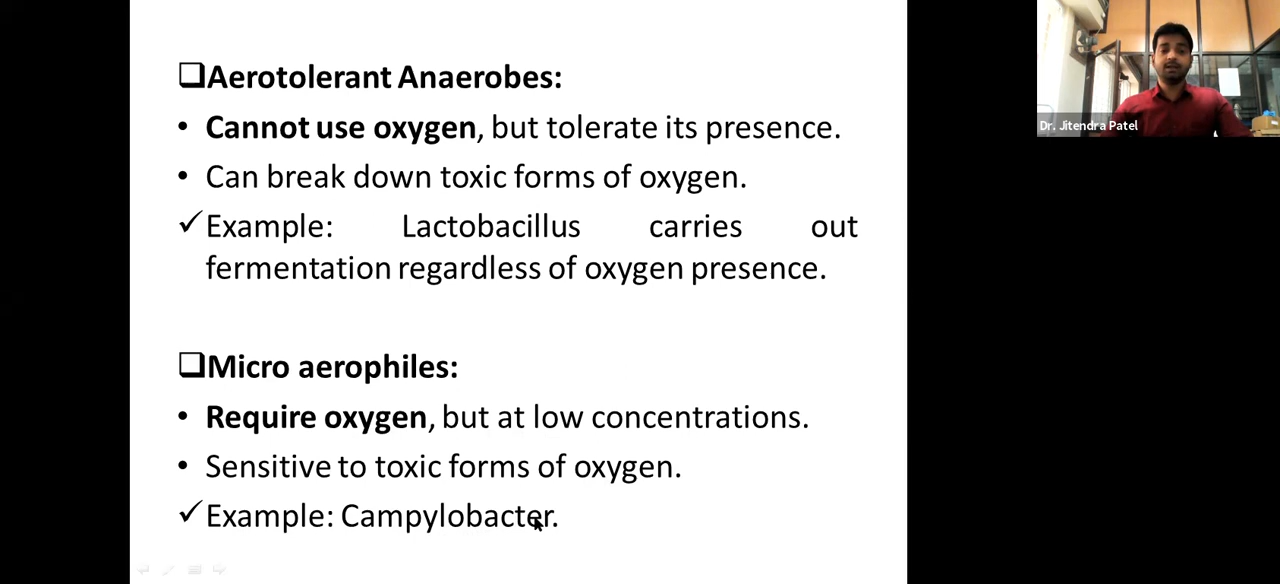 ❑Aerotolerant Anaerobes:
• Cannot use oxygen, but tolerate its presence.
• Can break down toxic forms of oxygen.
✓Example: Lactobacillus carries out
fermentation regardless of oxygen presence.
❑Micro aerophiles:
• Require oxygen, but at low concentrations.
• Sensitive to toxic forms of oxygen.
✓Example: Campylobacter.
Dr. Jitendra Patel